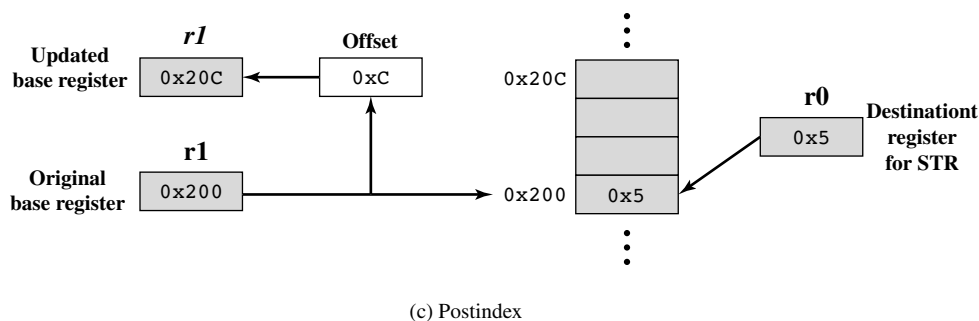 r1
Offset
Updated
base register
0x20C
0xC
0x20C
r0
0x5
Destinationt
register
for STR
r1
Original
base register
0x200
0x200
0x5
(c) Postindex